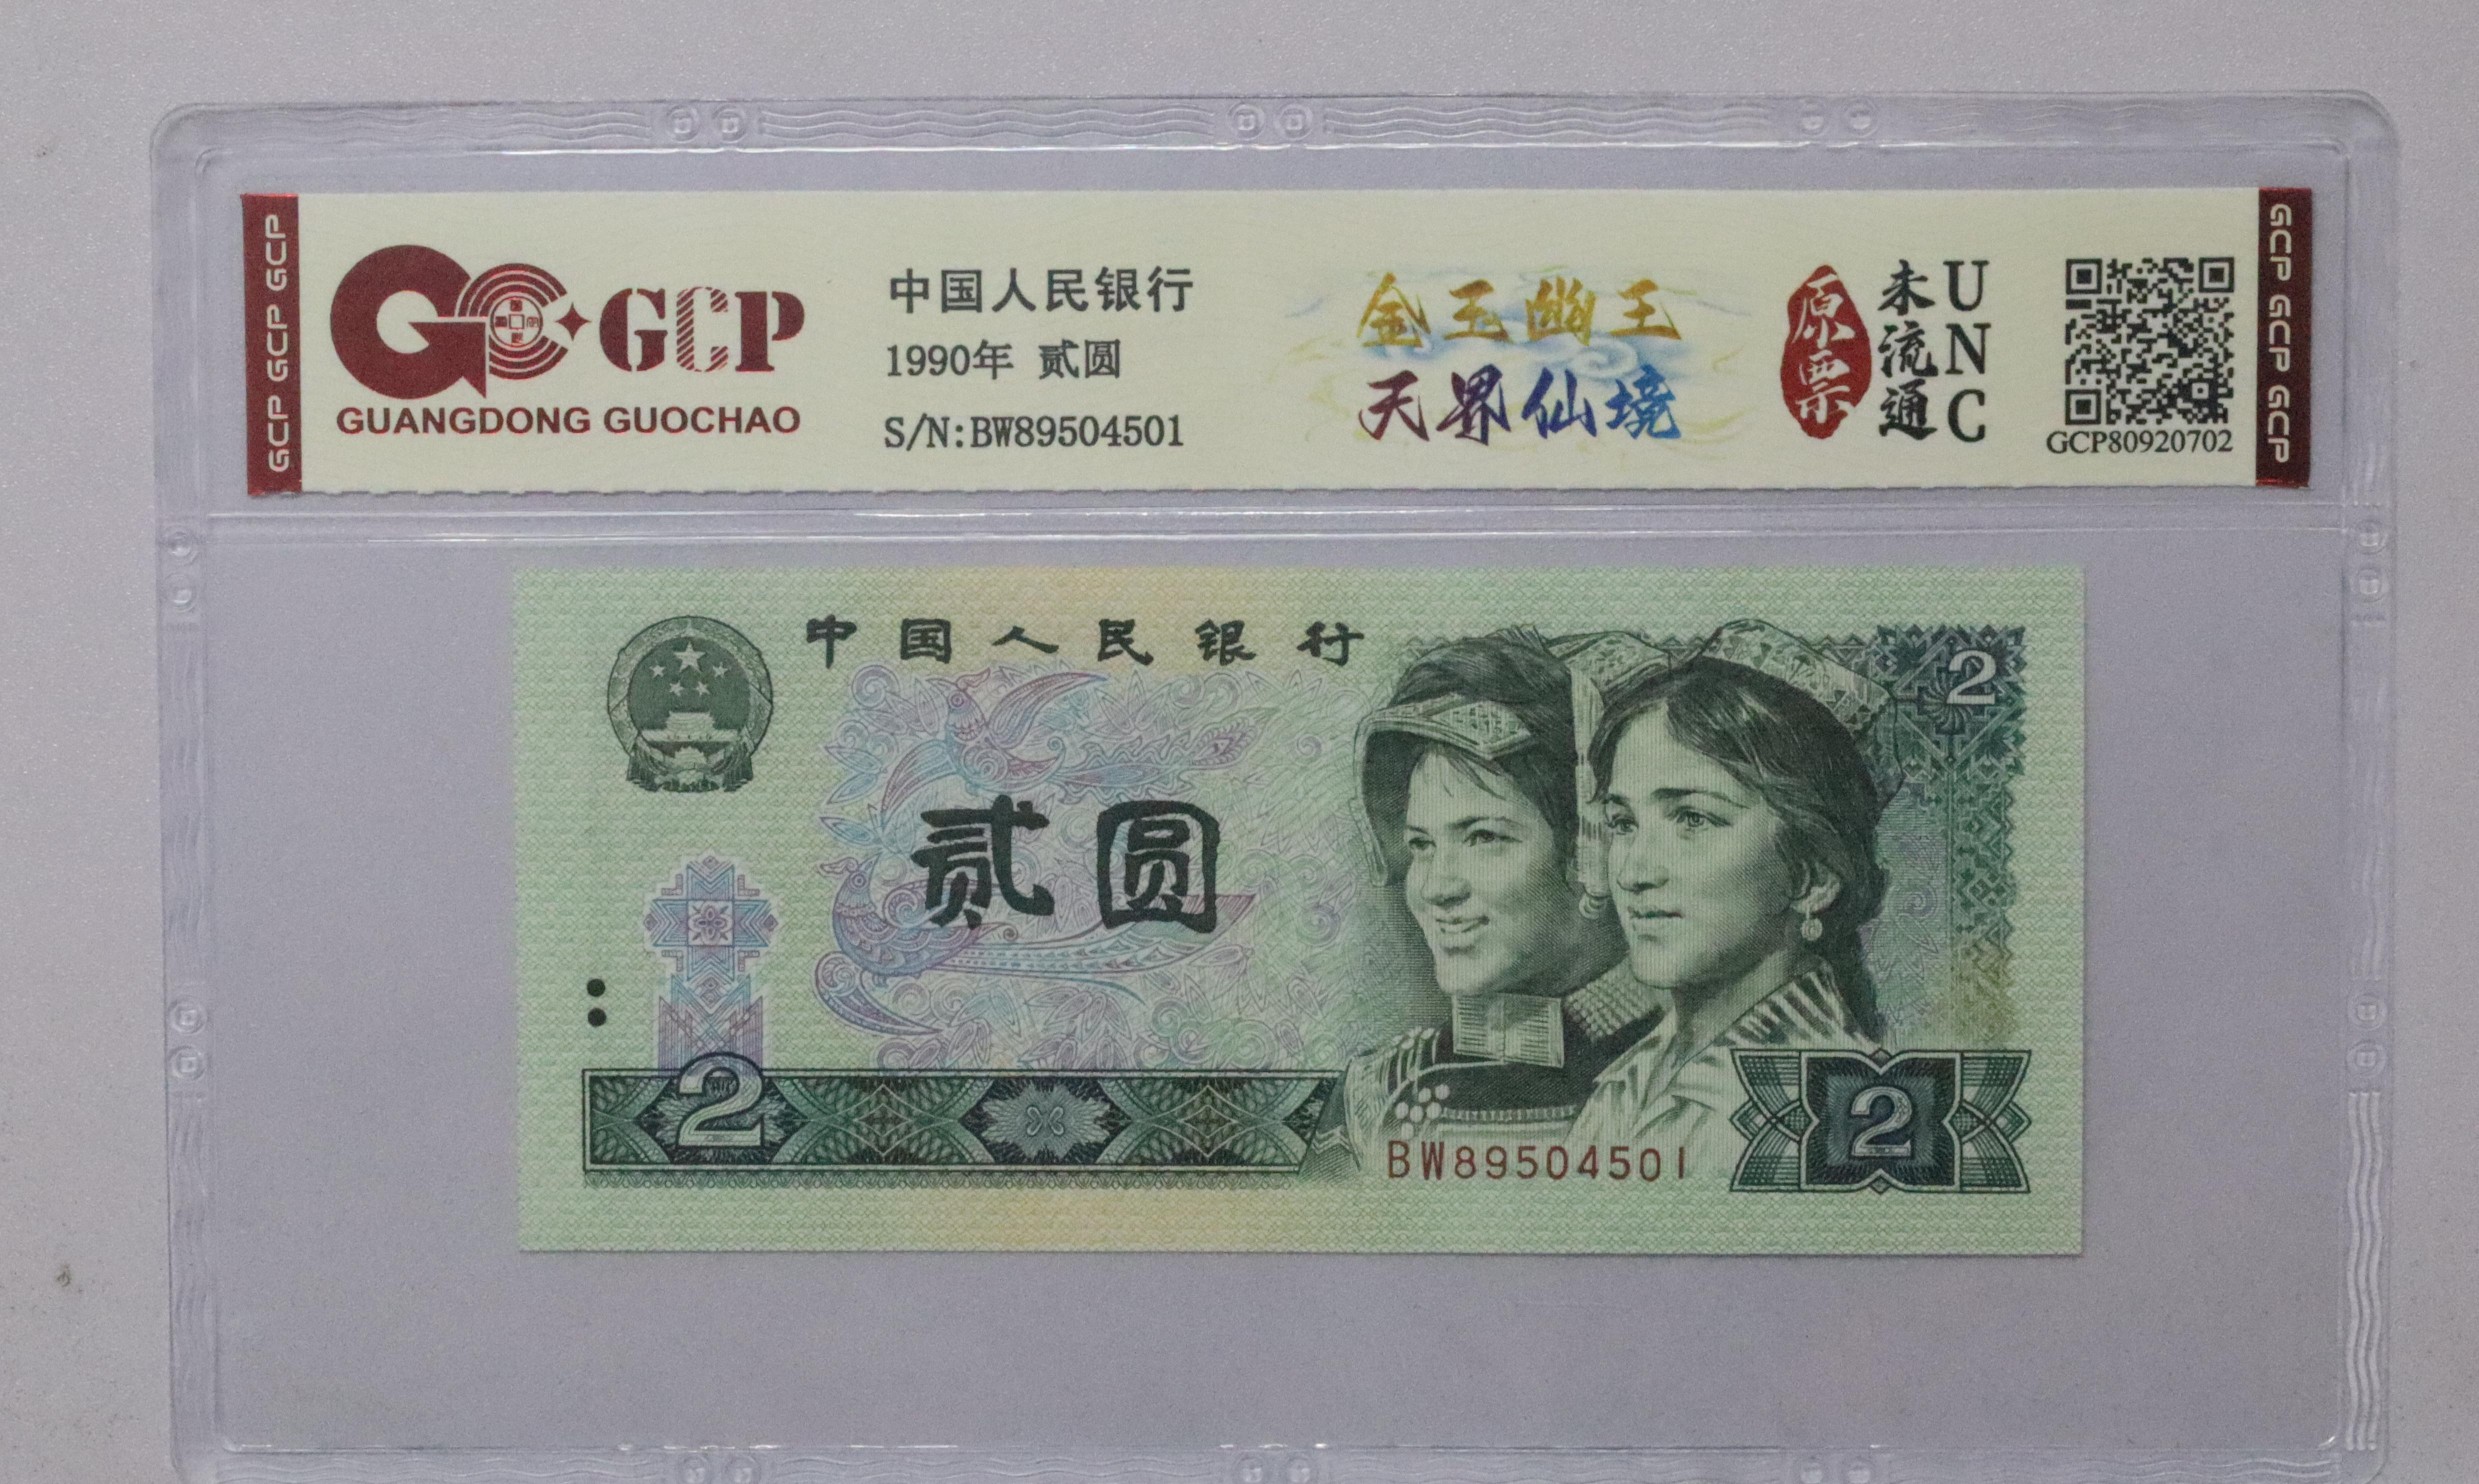 GCP GCP GCP
GCP
GUANGDONG GUOCHAO
中国人民银行
1990年 贰圆
S/N:BW89504501
金玉幽王
天界仙境
原票
未流通
UNC
GCP80920702
GCP GCP GCP
中国人民银行
2
贰圆
2
BW89504501
2